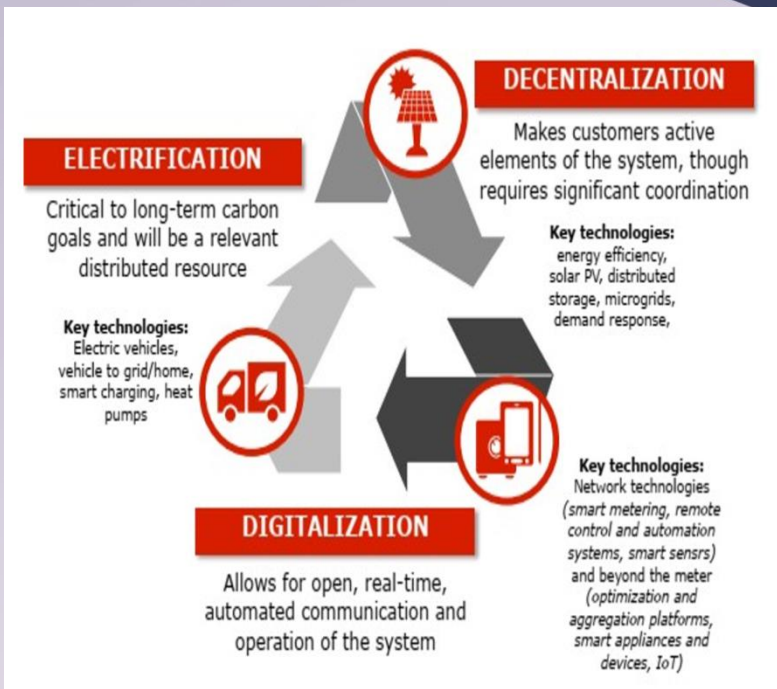 DECENTRALIZATION
Makes customers active
elements of the system, though
requires significant coordination
Key technologies:
energy efficiency,
solar PV, distributed
storage, microgrids,
demand response,
ELECTRIFICATION
Critical to long-term carbon
goals and will be a relevant
distributed resource
Key technologies:
Electric vehicles,
vehicle to grid/home,
smart charging, heat
pumps
DIGITALIZATION
Allows for open, real-time,
automated communication and
operation of the system
Key technologies:
Network technologies
(smart metering, remote
control and automation
systems, smart sensrs)
and beyond the meter
(optimization and
aggregation platforms,
smart appliances and
devices, IoT)